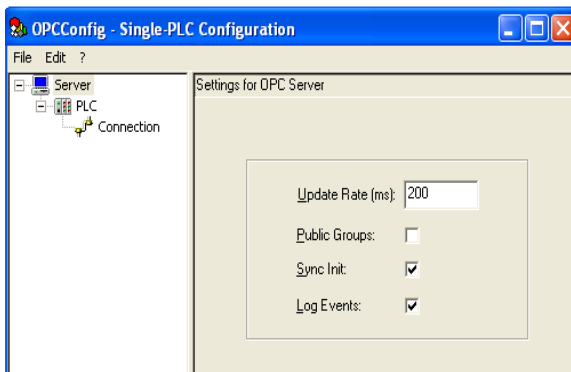 OPCConfig - Single-PLC Configuration
File Edit ?
Server
PLC
Connection
Settings for OPC Server
Update Rate (ms): 200
Public Groups:
Sync Init:
Log Events: